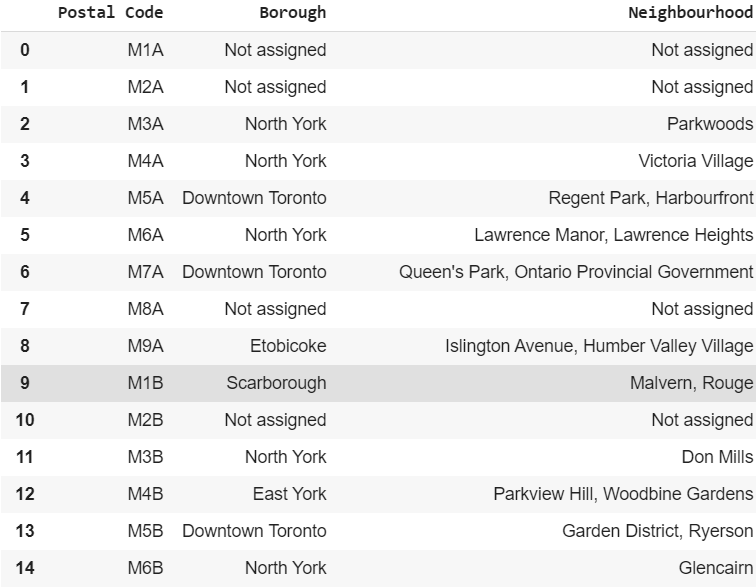 Postal Code Borough Neighbourhood
0 M1A Not assigned Not assigned
1 M2A Not assigned Not assigned
2 M3A North York Parkwoods
3 M4A North York Victoria Village
4 M5A Downtown Toronto Regent Park, Harbourfront
5 M6A North York Lawrence Manor, Lawrence Heights
6 M7A Downtown Toronto Queen's Park, Ontario Provincial Government
7 M8A Not assigned Not assigned
8 M9A Etobicoke Islington Avenue, Humber Valley Village
9 M1B Scarborough Malvern, Rouge
10 M2B Not assigned Not assigned
11 M3B North York Don Mills
12 M4B East York Parkview Hill, Woodbine Gardens
13 M5B Downtown Toronto Garden District, Ryerson
14 M6B North York Glencairn